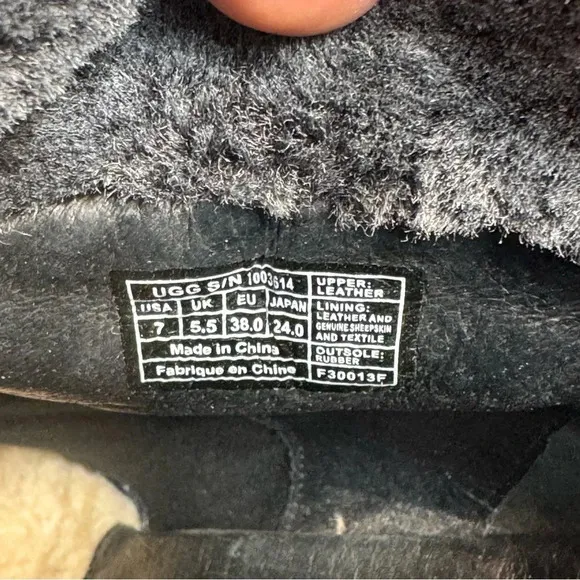 UGG S/N 1003614
USA UK EU JAPAN
7 5.5 38.0 24.0
Made in China
Fabriqué en Chine
UPPER:
LEATHER
LINING:
LEATHER AND
GENUINE SHEEPSKIN
AND TEXTILE
OUTSOLE:
RUBBER
F30013F